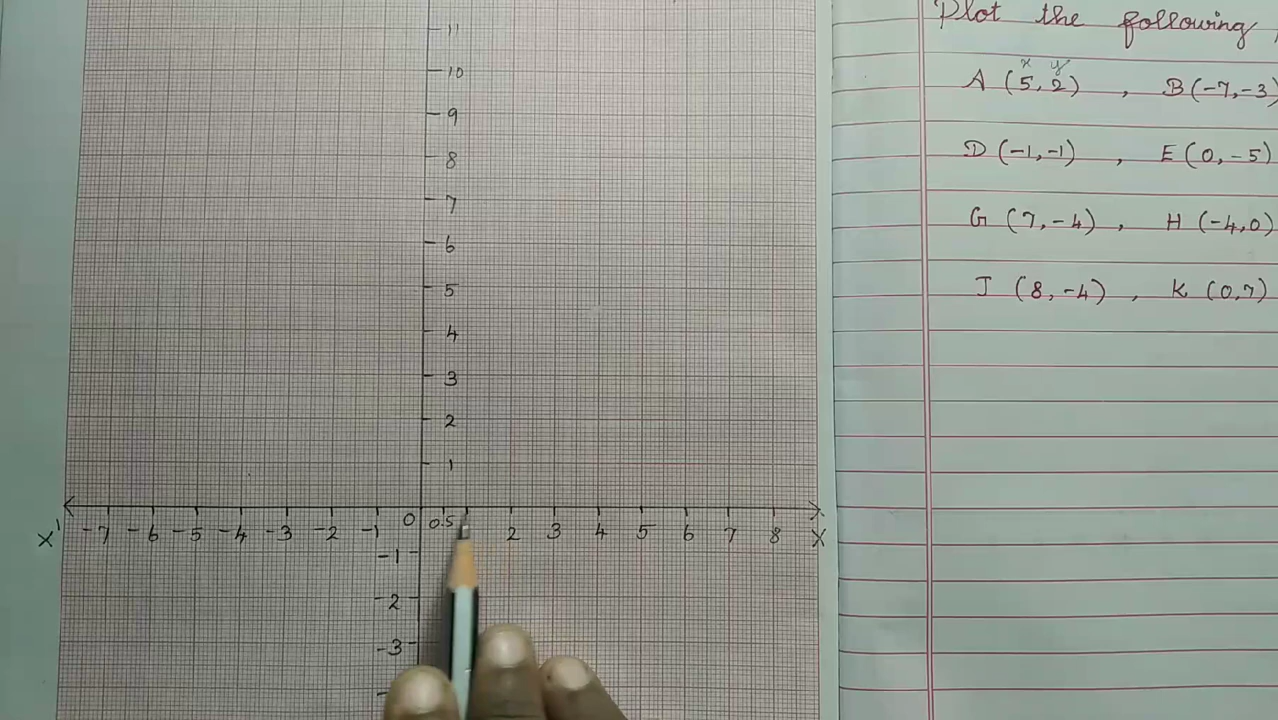 11
10
9
8
7
6
5
4
3
2
1
X' -7 -6 -5 -4 -3 -2 -1 0 0.5 2 3 4 5 6 7 8 X
-1
-2
-3
Plot the following
x y
A (5, 2) , B (-7, -3)
D (-1, -1) , E (0, -5)
G (7, -4) , H (-4, 0)
J (8, -4) , K (0, 7)